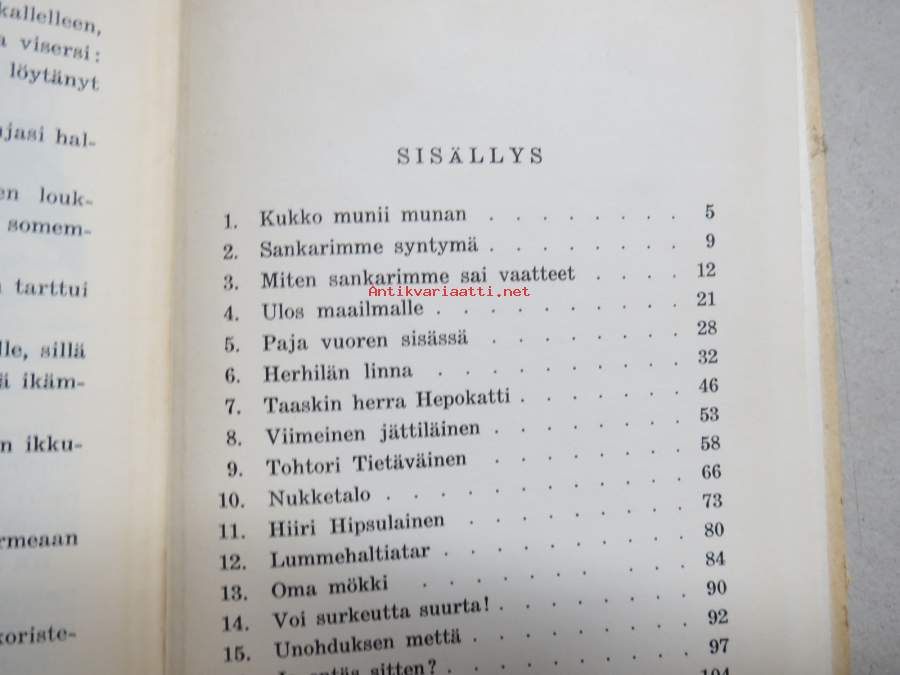 kallelleen,
visersi:
löytänyt
jasi hal-
en louk-
somem-
tarttui
lle, sillä
ikäm-
n ikku-
rmeaan
koriste-
SISÄLLYS
1. Kukko munii munan . . . . . . . 5
2. Sankarimme syntymä . . . . . . . 9
3. Miten sankarimme sai vaatteet . . . . 12
Antikvariaatti.net
4. Ulos maailmalle . . . . . . . . . 21
5. Paja vuoren sisässä . . . . . . . . 28
6. Herhilän linna . . . . . . . . . 32
7. Taaskin herra Hepokatti . . . . . . 46
8. Viimeinen jättiläinen . . . . . . . 53
9. Tohtori Tietäväinen . . . . . . . 58
10. Nukketalo . . . . . . . . . . . 66
11. Hiiri Hipsulainen . . . . . . . . 73
12. Lummehaltiatar . . . . . . . . . 80
13. Oma mökki . . . . . . . . . . 84
14. Voi surkeutta suurta! . . . . . . . 90
15. Unohduksen mettä . . . . . . . . 92
sitten? . . . . . . . . . 97
104